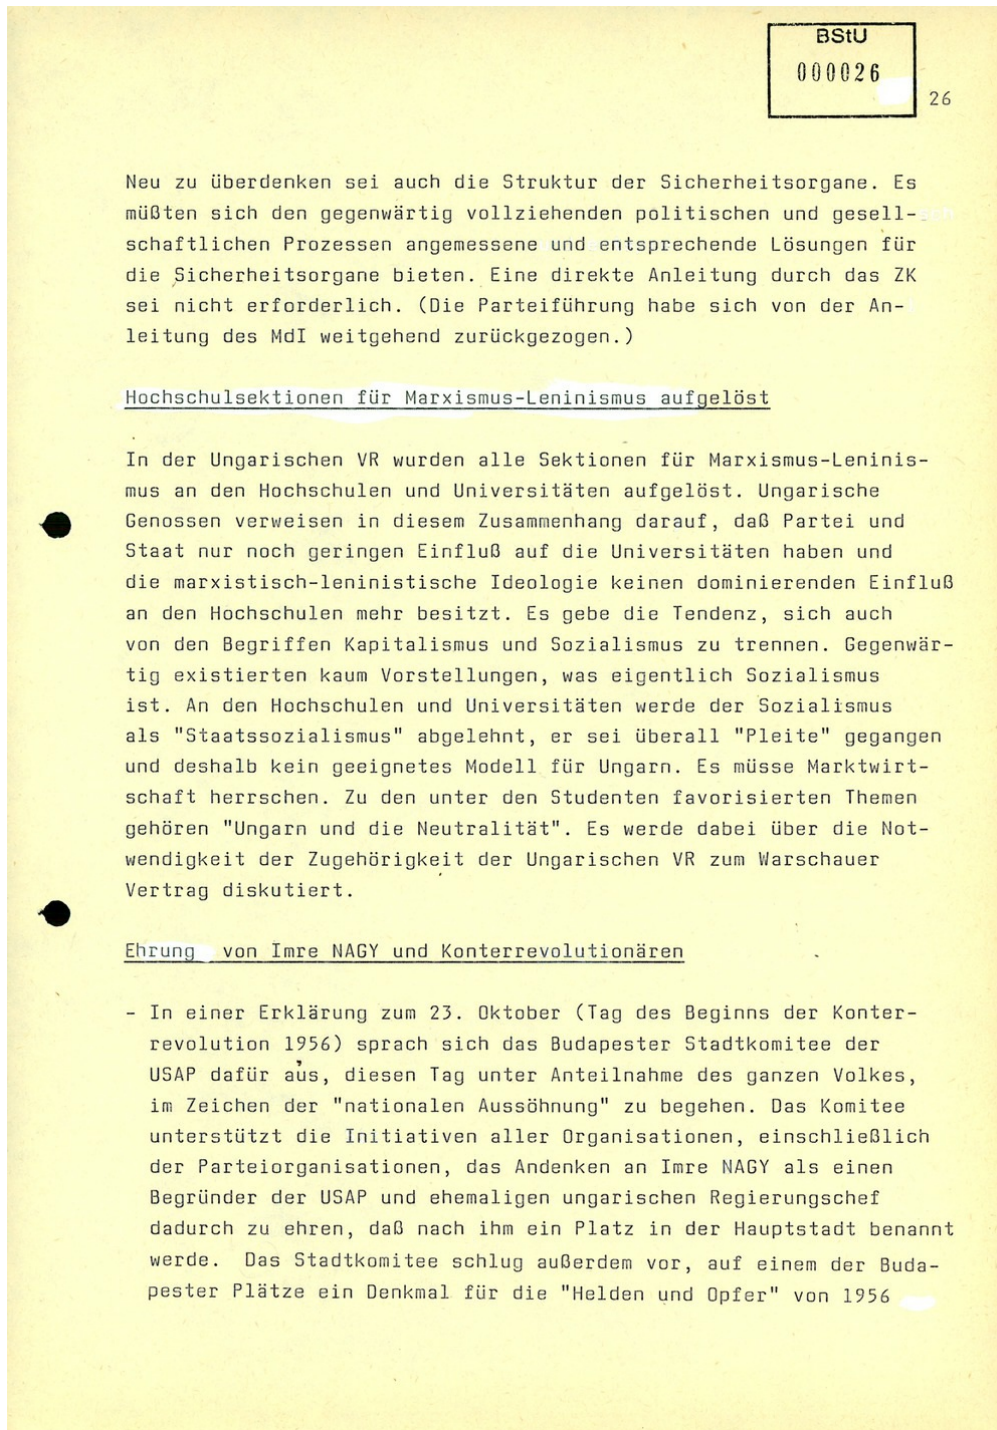 BStU
000026
26
Neu zu überdenken sei auch die Struktur der Sicherheitsorgane. Es
müßten sich den gegenwärtig vollziehenden politischen und gesell-
schaftlichen Prozessen angemessene und entsprechende Lösungen für
die Sicherheitsorgane bieten. Eine direkte Anleitung durch das ZK
sei nicht erforderlich. (Die Parteiführung habe sich von der An-
leitung des MdI weitgehend zurückgezogen.)
Hochschulsektionen für Marxismus-Leninismus aufgelöst
In der Ungarischen VR wurden alle Sektionen für Marxismus-Leninis-
mus an den Hochschulen und Universitäten aufgelöst. Ungarische
Genossen verweisen in diesem Zusammenhang darauf, daß Partei und
Staat nur noch geringen Einfluß auf die Universitäten haben und
die marxistisch-leninistische Ideologie keinen dominierenden Einfluß
an den Hochschulen mehr besitzt. Es gebe die Tendenz, sich auch
von den Begriffen Kapitalismus und Sozialismus zu trennen. Gegenwär-
tig existierten kaum Vorstellungen, was eigentlich Sozialismus
ist. An den Hochschulen und Universitäten werde der Sozialismus
als "Staatssozialismus" abgelehnt, er sei überall "Pleite" gegangen
und deshalb kein geeignetes Modell für Ungarn. Es müsse Marktwirt-
schaft herrschen. Zu den unter den Studenten favorisierten Themen
gehören "Ungarn und die Neutralität". Es werde dabei über die Not-
wendigkeit der Zugehörigkeit der Ungarischen VR zum Warschauer
Vertrag diskutiert.
Ehrung von Imre NAGY und Konterrevolutionären
- In einer Erklärung zum 23. Oktober (Tag des Beginns der Konter-
revolution 1956) sprach sich das Budapester Stadtkomitee der
USAP dafür aus, diesen Tag unter Anteilnahme des ganzen Volkes,
im Zeichen der "nationalen Aussöhnung" zu begehen. Das Komitee
unterstützt die Initiativen aller Organisationen, einschließlich
der Parteiorganisationen, das Andenken an Imre NAGY als einen
Begründer der USAP und ehemaligen ungarischen Regierungschef
dadurch zu ehren, daß nach ihm ein Platz in der Hauptstadt benannt
werde. Das Stadtkomitee schlug außerdem vor, auf einem der Buda-
pester Plätze ein Denkmal für die "Helden und Opfer" von 1956